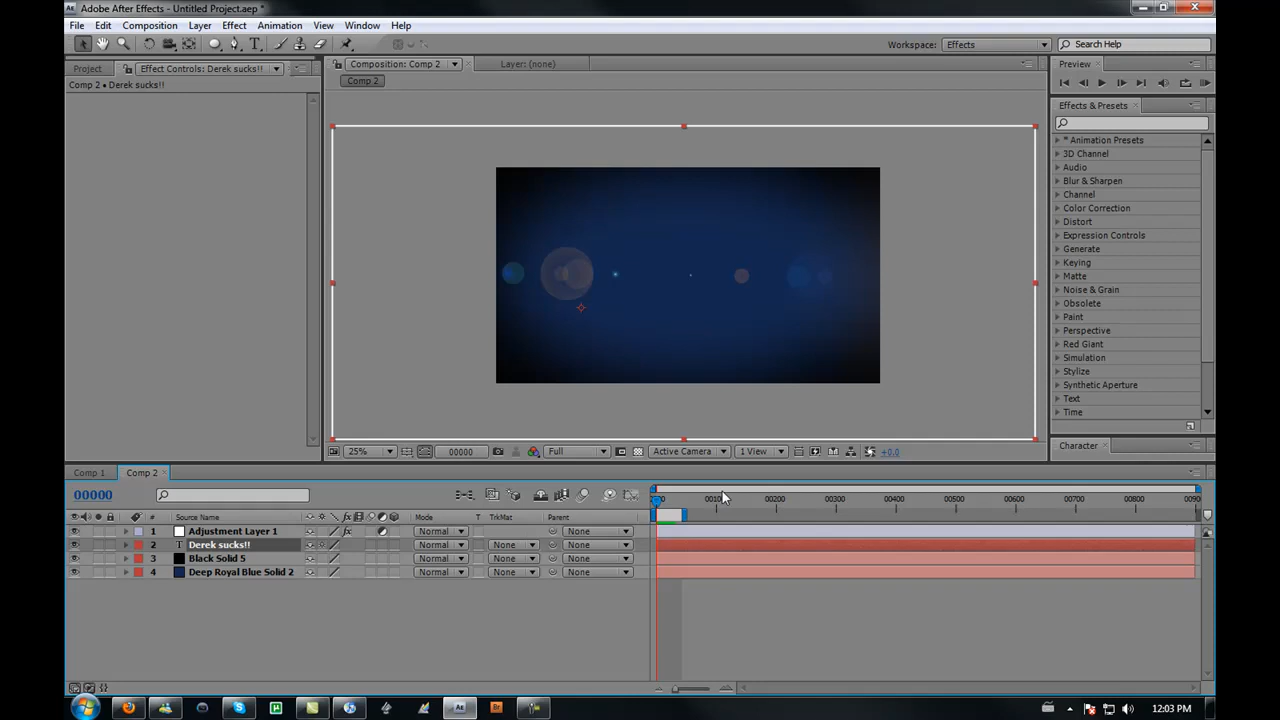 Adobe After Effects - Untitled Project.aep *
File Edit Composition Layer Effect Animation View Window Help
Workspace: Effects Search Help
Project Effect Controls: Derek sucks!!
Comp 2 • Derek sucks!!
Composition: Comp 2 Layer: (none)
Comp 2
Preview
Effects & Presets
* Animation Presets
3D Channel
Audio
Blur & Sharpen
Channel
Color Correction
Distort
Expression Controls
Generate
Keying
Matte
Noise & Grain
Obsolete
Paint
Perspective
Red Giant
Simulation
Stylize
Synthetic Aperture
Text
Time
Character
25% 00000 Full Active Camera 1 View +0.0
Comp 1 Comp 2
00000
0010 00200 00300 00400 00500 00600 00700 00800 0090
# Source Name Mode T TrkMat Parent
1 Adjustment Layer 1 Normal None
2 T Derek sucks!! Normal None None
3 Black Solid 5 Normal None None
4 Deep Royal Blue Solid 2 Normal None None
Ae Br
12:03 PM